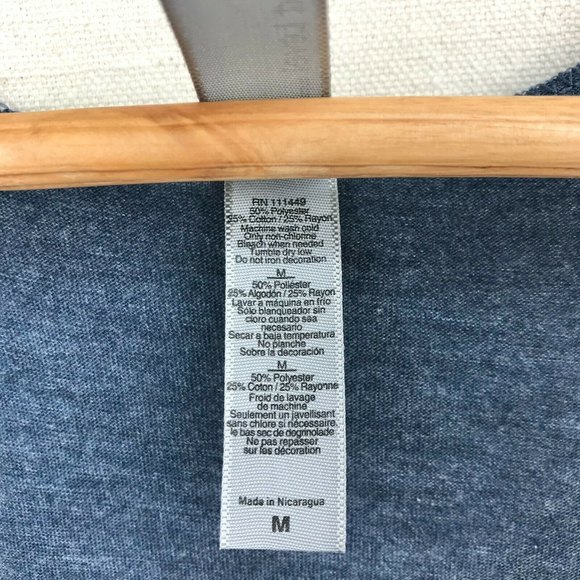 RN 111449
50% Polyester
25% Cotton / 25% Rayon
Machine wash cold
Only non-chlorine
Bleach when needed
Tumble dry low
Do not iron decoration
M
50% Poliéster
25% Algodón / 25% Rayon
Lavar a máquina en frío
Sólo blanqueador sin
cloro cuando sea
necesario
Secar a baja temperatura
No planche
Sobre la decoración
M
50% Polyester
25% Coton / 25% Rayonne
Froid de lavage
de machine
Seulement un javellisant
sans chlore si nécessaire,
le bas sec de degringolade
Ne pas repasser
sur les décoration
Made in Nicaragua
M